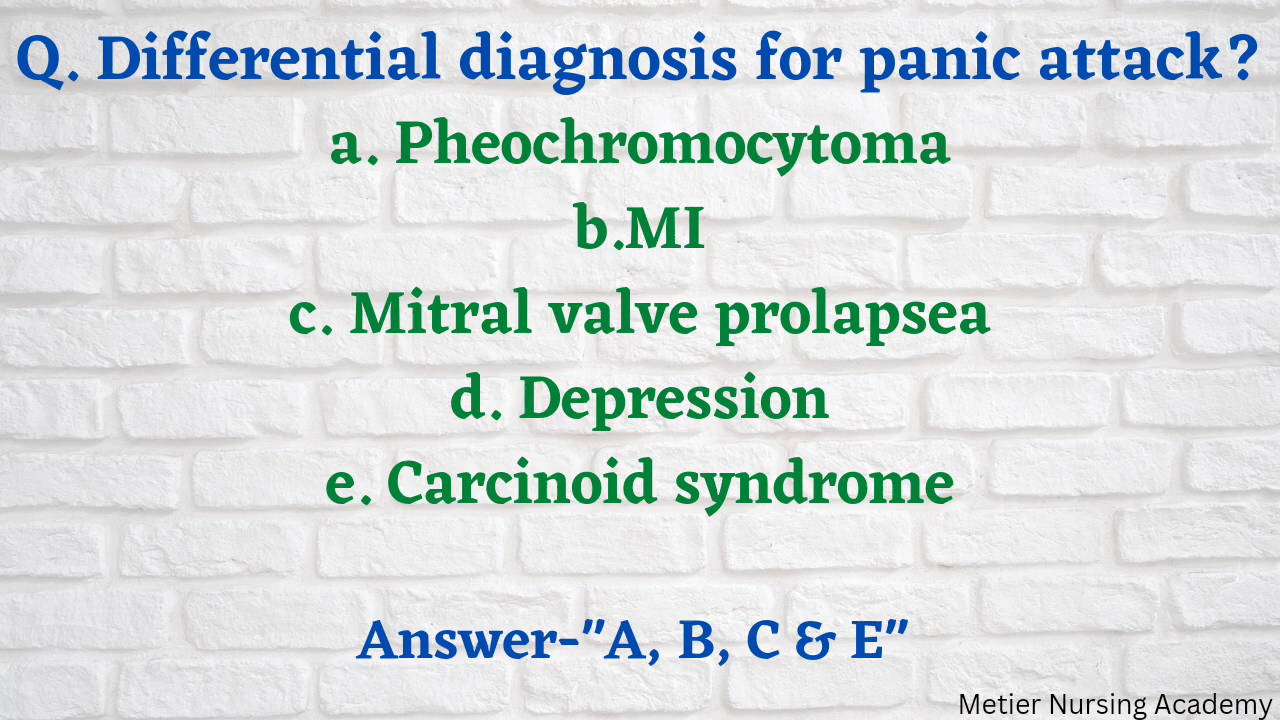 Q. Differential diagnosis for panic attack?
a. Pheochromocytoma
b.MI
c. Mitral valve prolapsea
d. Depression
e. Carcinoid syndrome
Answer-"A, B, C & E"
Metier Nursing Academy